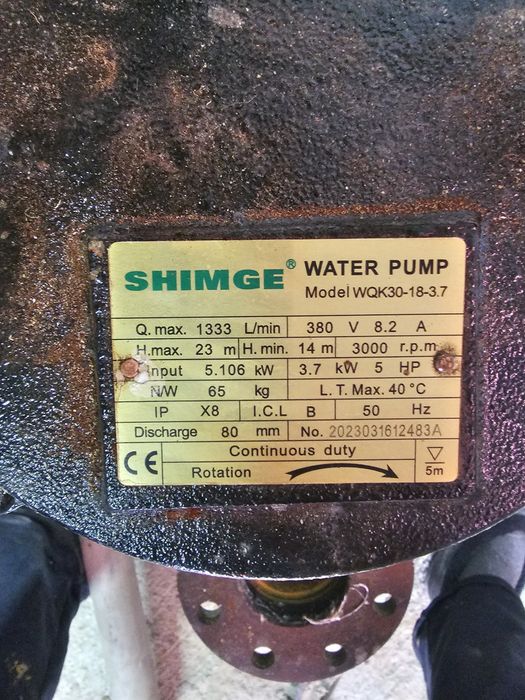 SHIMGE® WATER PUMP
Model WQK30-18-3.7
Q. max. 1333 L/min 380 V 8.2 A
H.max. 23 m H. min. 14 m 3000 r.p.m
Input 5.106 kW 3.7 kW 5 HP
N/W 65 kg L. T. Max. 40 °C
IP X8 I.C.L B 50 Hz
Discharge 80 mm No. 2023031612483A
CE Continuous duty
Rotation 5m